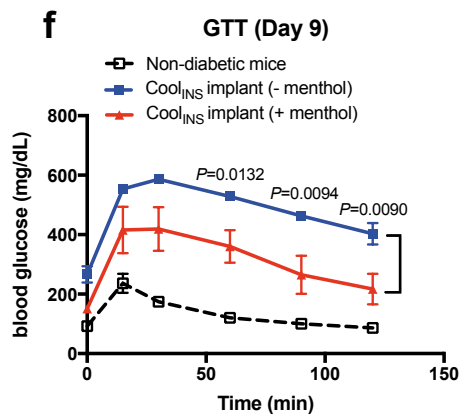 f
GTT (Day 9)
Non-diabetic mice
CoolINS implant (- menthol)
CoolINS implant (+ menthol)
800
600
400
200
0
blood glucose (mg/dL)
P=0.0132
P=0.0094
P=0.0090
0
50
100
150
Time (min)